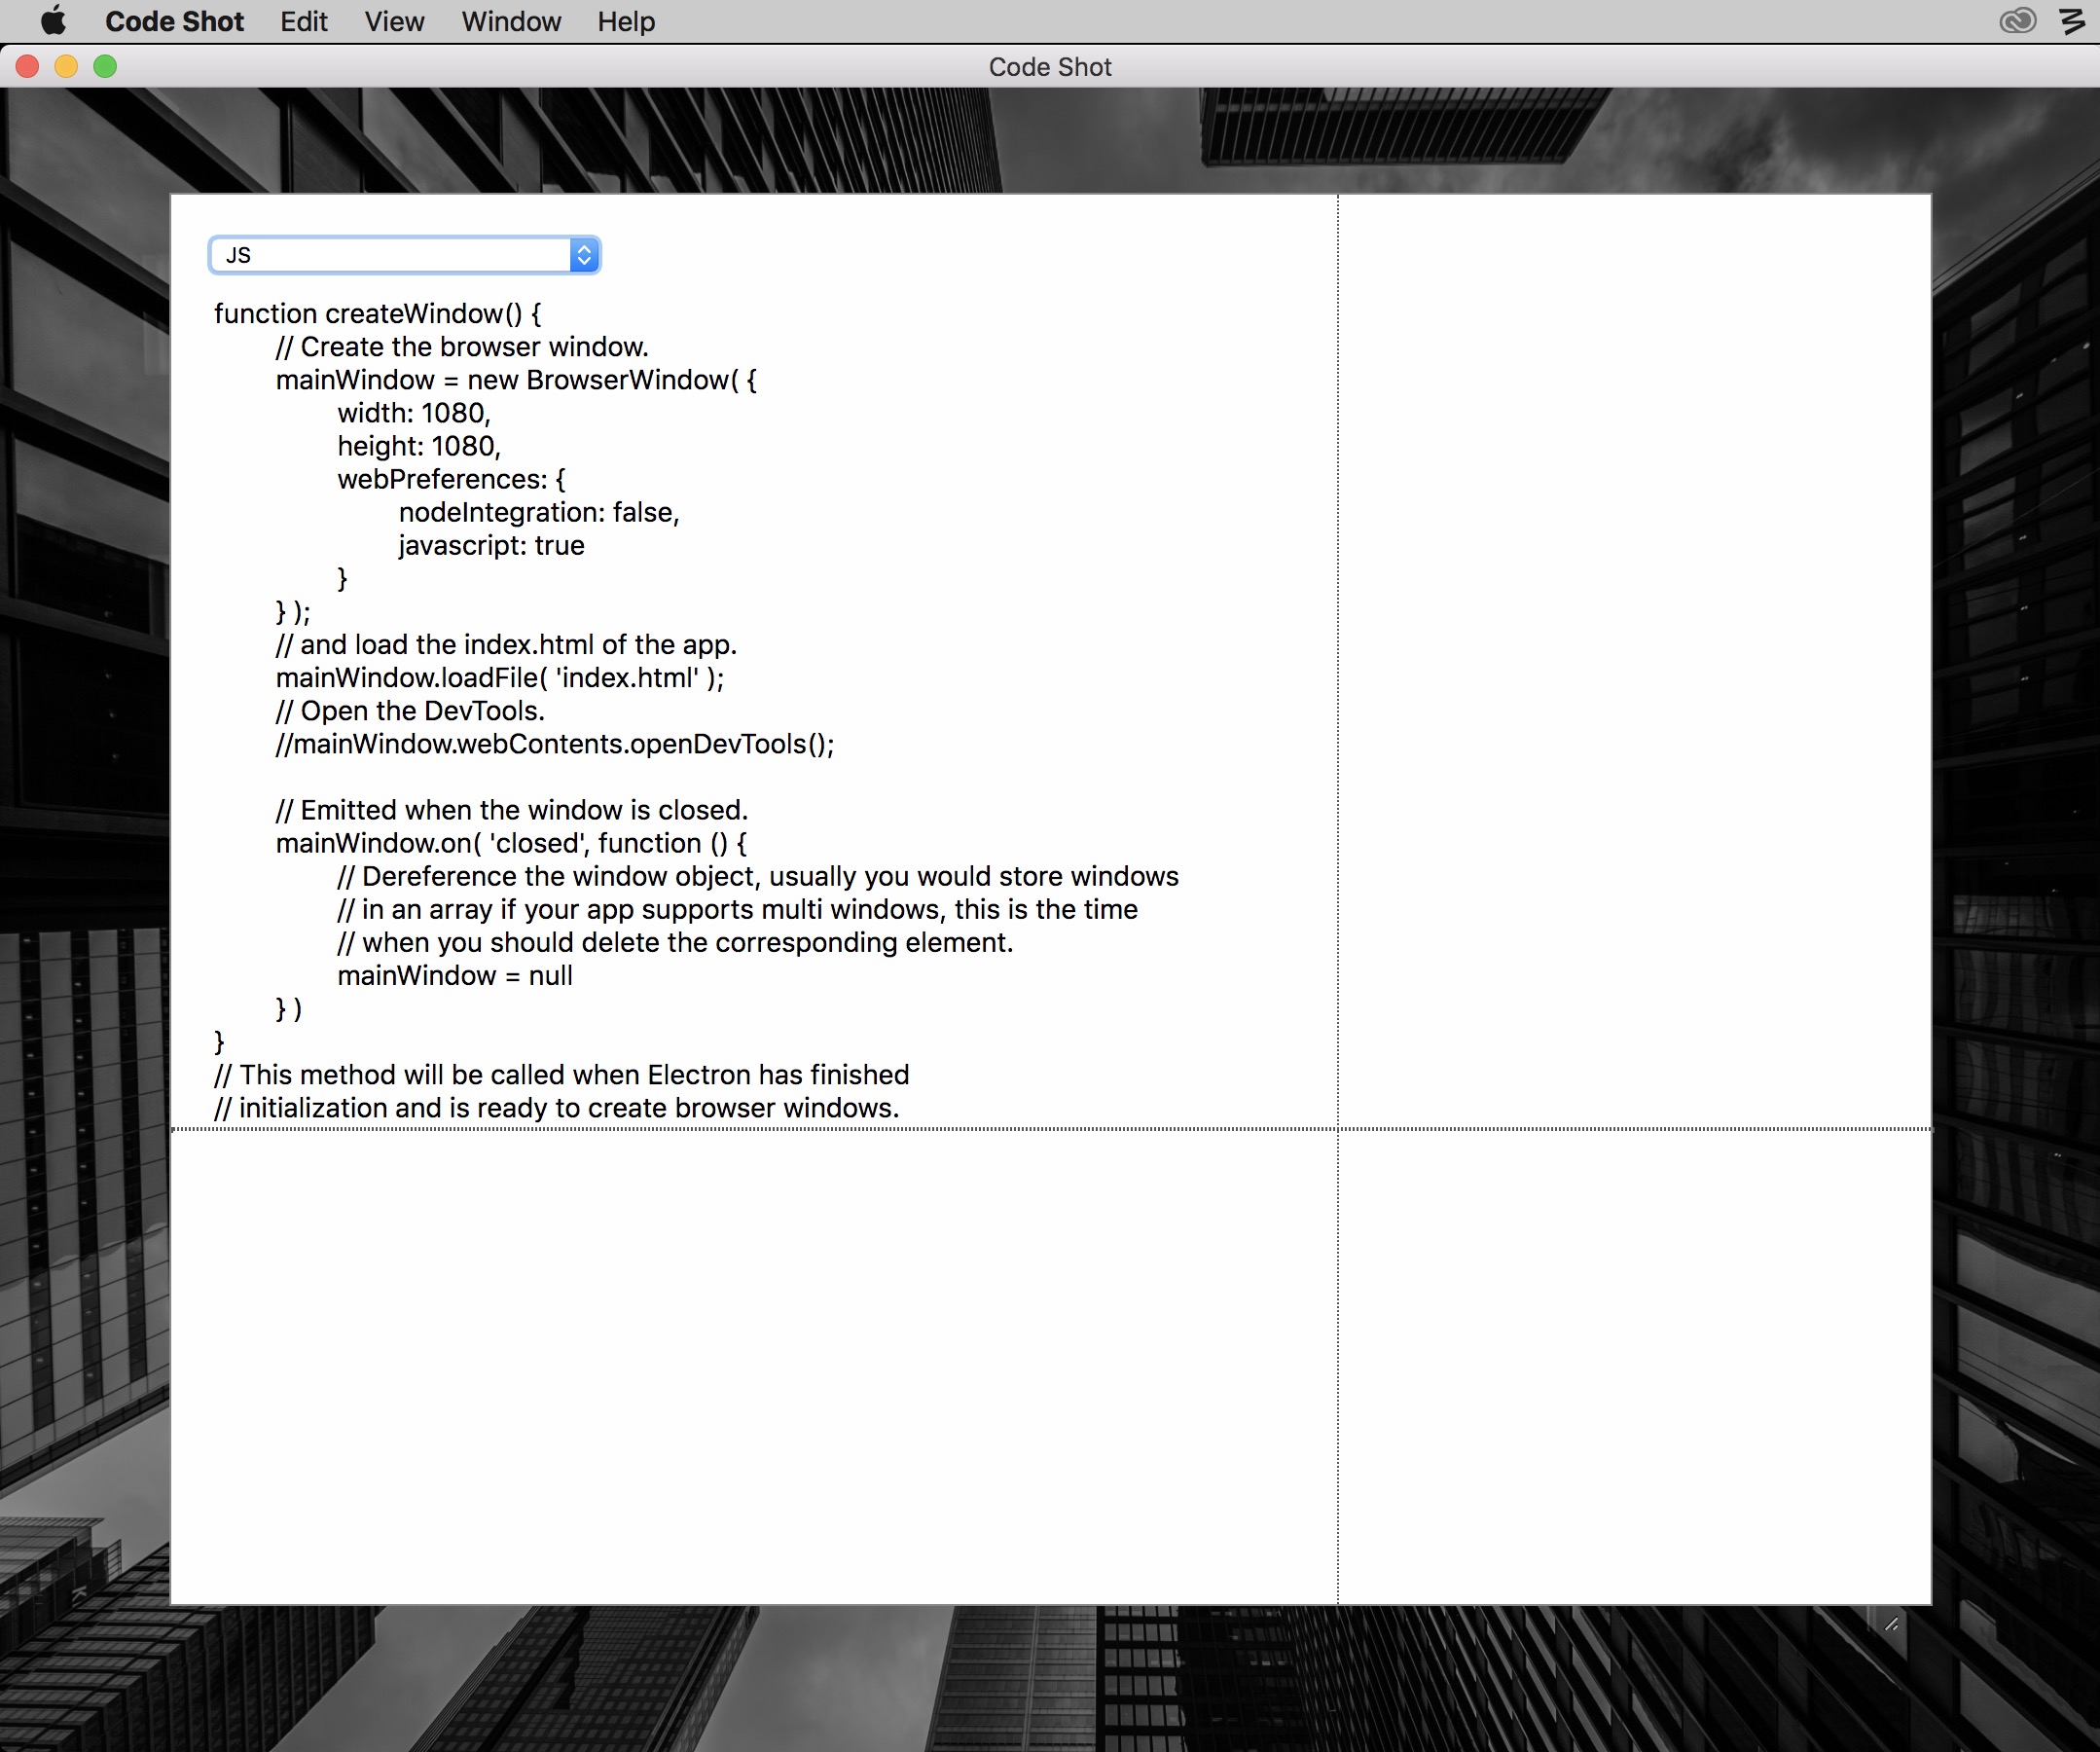 Code Shot Edit View Window Help
Code Shot
JS
function createWindow() {
// Create the browser window.
mainWindow = new BrowserWindow( {
width: 1080,
height: 1080,
webPreferences: {
nodeIntegration: false,
javascript: true
}
} );
// and load the index.html of the app.
mainWindow.loadFile( 'index.html' );
// Open the DevTools.
//mainWindow.webContents.openDevTools();
// Emitted when the window is closed.
mainWindow.on( 'closed', function () {
// Dereference the window object, usually you would store windows
// in an array if your app supports multi windows, this is the time
// when you should delete the corresponding element.
mainWindow = null
} )
}
// This method will be called when Electron has finished
// initialization and is ready to create browser windows.